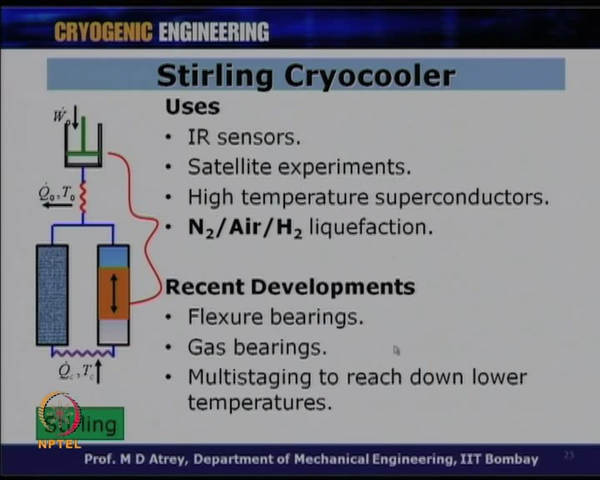 CRYOGENIC ENGINEERING
Stirling Cryocooler
Uses
• IR sensors.
• Satellite experiments.
• High temperature superconductors.
• N₂/Air/H₂ liquefaction.
Recent Developments
• Flexure bearings.
• Gas bearings.
• Multistaging to reach down lower
temperatures.
Q̇₀,T₀
Q̇c,Tc
Stirling
NPTEL
Prof. M D Atrey, Department of Mechanical Engineering, IIT Bombay
23